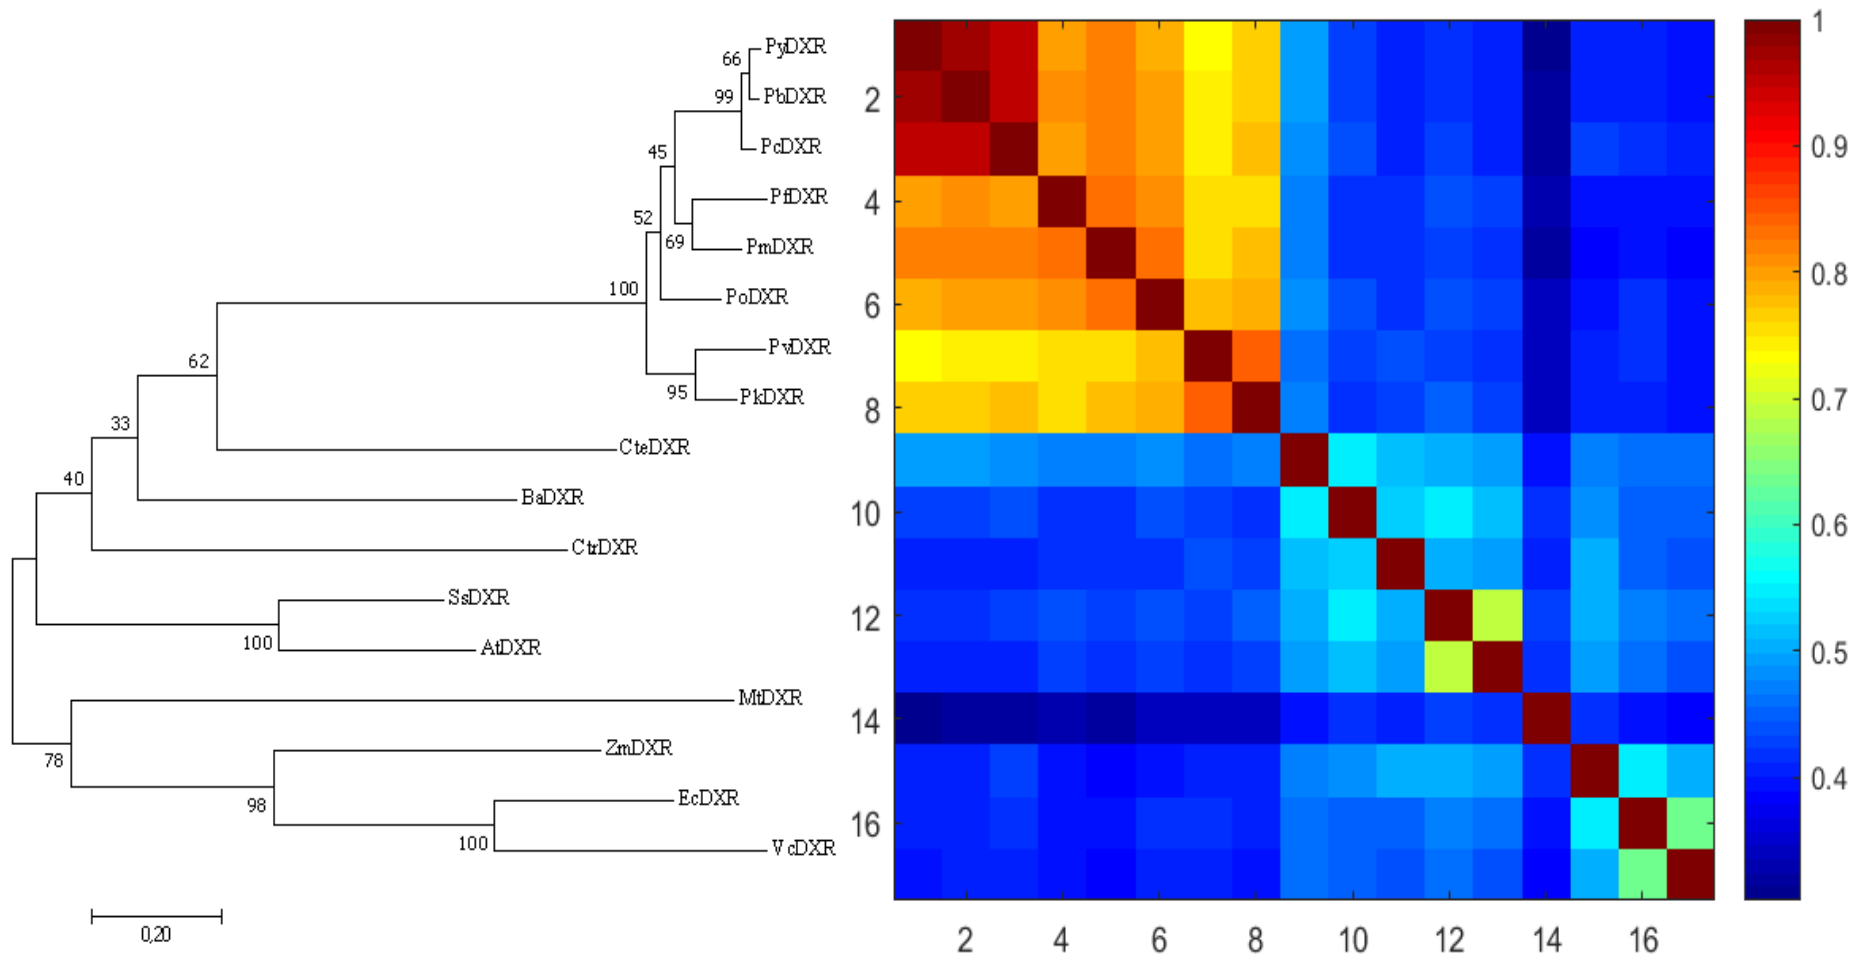 PyDXR
66
PbDXR
99
PcDXR
45
PfDXR
52
69
PmDXR
100
PoDXR
PvDXR
62
95
PkDXR
33
CteDXR
40
BaDXR
CtrDXR
SsDXR
100
AtDXR
MtDXR
78
ZmDXR
98
EcDXR
100
VcDXR
0,20
2
4
6
8
10
12
14
16
2 4 6 8 10 12 14 16
1
0.9
0.8
0.7
0.6
0.5
0.4